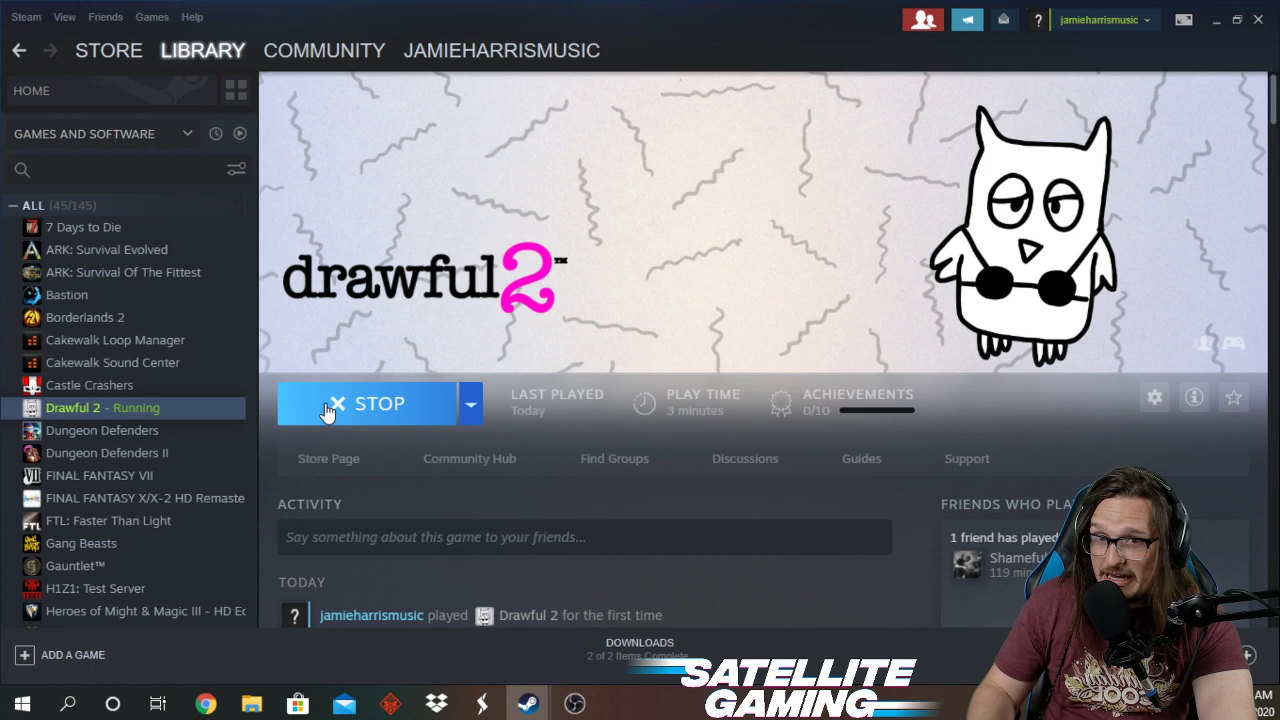 Steam View Friends Games Help
? jamieharrismusic
STORE LIBRARY COMMUNITY JAMIEHARRISMUSIC
HOME
GAMES AND SOFTWARE
ALL (45/145)
7 Days to Die
ARK: Survival Evolved
ARK: Survival Of The Fittest
Bastion
Borderlands 2
Cakewalk Loop Manager
Cakewalk Sound Center
Castle Crashers
Drawful 2 - Running
Dungeon Defenders
Dungeon Defenders II
FINAL FANTASY VII
FINAL FANTASY X/X-2 HD Remaste
FTL: Faster Than Light
Gang Beasts
Gauntlet™
H1Z1: Test Server
Heroes of Might & Magic III - HD Ed
drawful 2™
STOP
LAST PLAYED
Today
PLAY TIME
3 minutes
ACHIEVEMENTS
0/10
Store Page Community Hub Find Groups Discussions Guides Support
ACTIVITY
Say something about this game to your friends...
TODAY
? jamieharrismusic played Drawful 2 for the first time
FRIENDS WHO
1 friend has played
119
ADD A GAME
DOWNLOADS
2 of 2 Items Complete
SATELLITE
GAMING
AM